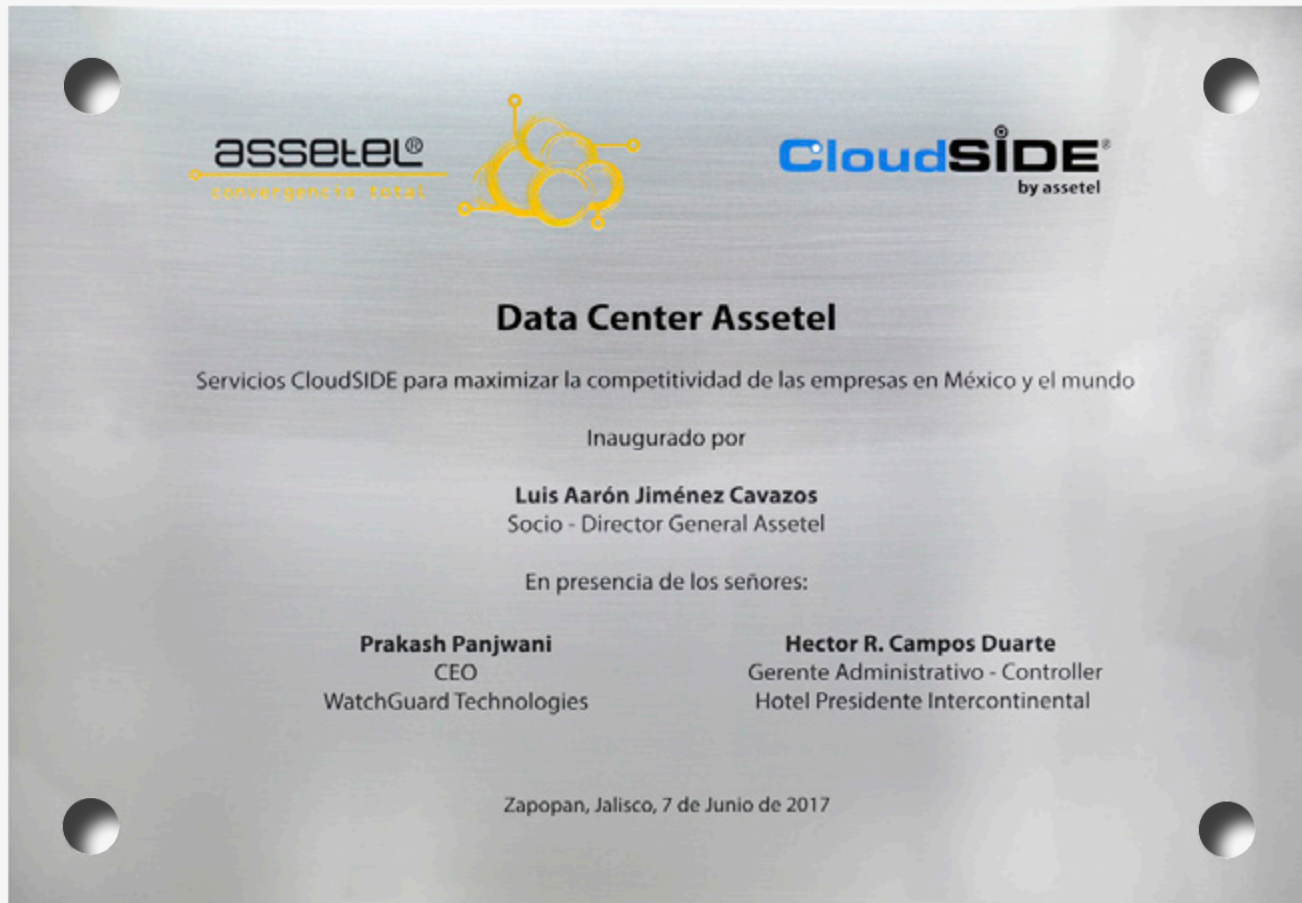 assetel®
convergencia total
CloudSIDE®
by assetel
Data Center Assetel
Servicios CloudSIDE para maximizar la competitividad de las empresas en México y el mundo
Inaugurado por
Luis Aarón Jiménez Cavazos
Socio - Director General Assetel
En presencia de los señores:
Prakash Panjwani
CEO
WatchGuard Technologies
Hector R. Campos Duarte
Gerente Administrativo - Controller
Hotel Presidente Intercontinental
Zapopan, Jalisco, 7 de Junio de 2017